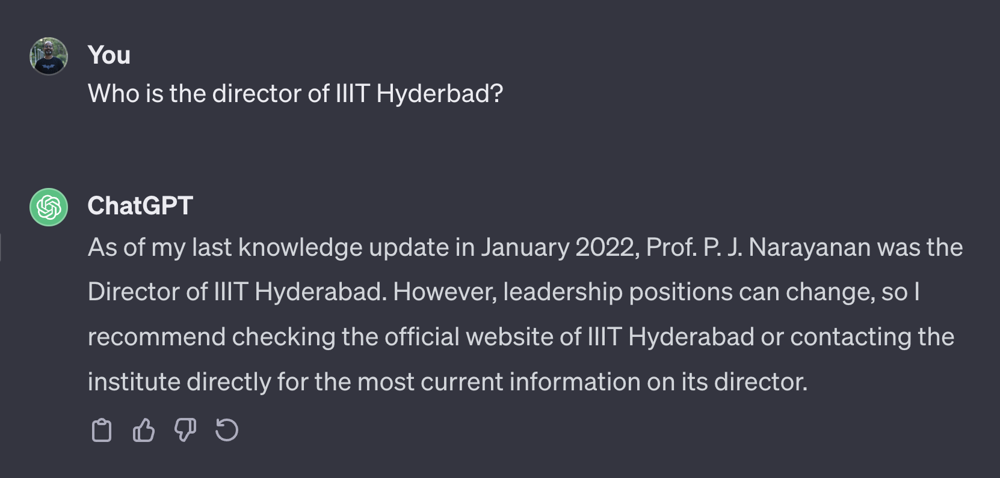 You
Who is the director of IIIT Hyderbad?
ChatGPT
As of my last knowledge update in January 2022, Prof. P. J. Narayanan was the
Director of IIIT Hyderabad. However, leadership positions can change, so I
recommend checking the official website of IIIT Hyderabad or contacting the
institute directly for the most current information on its director.